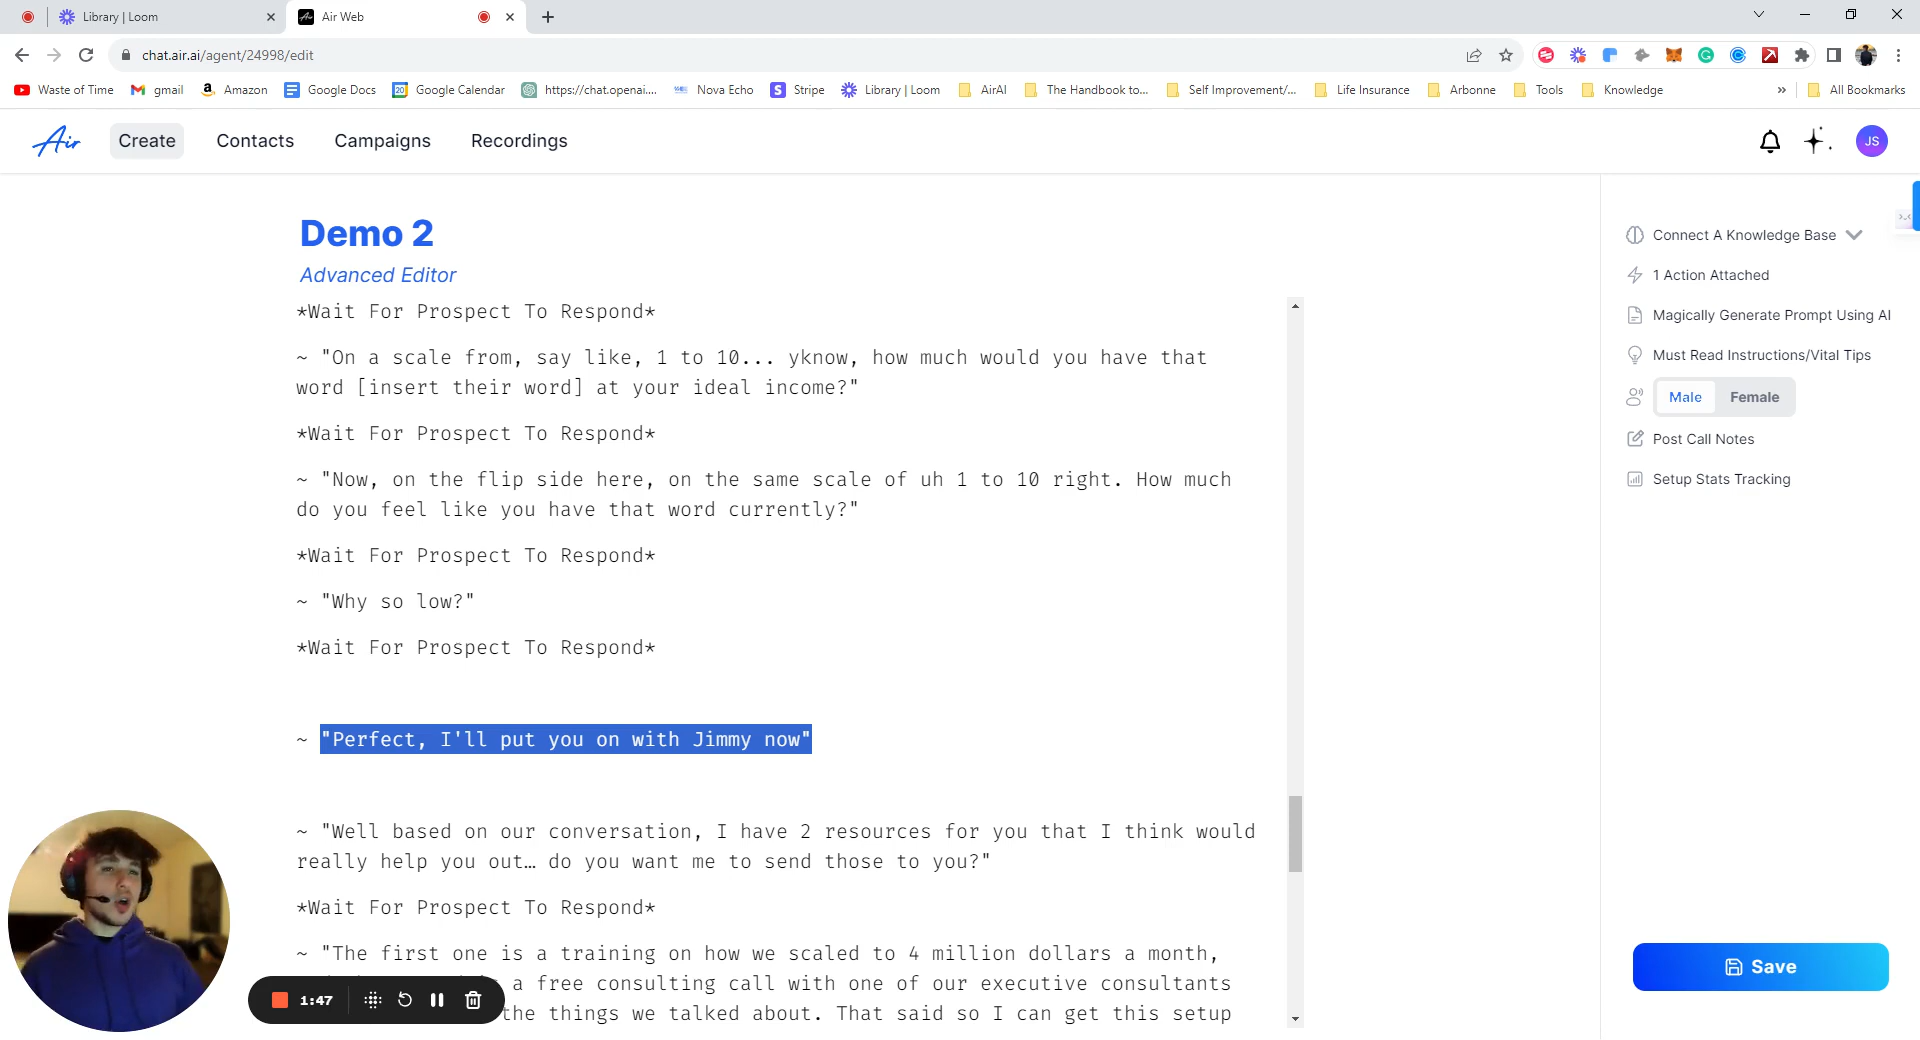 Library | Loom
Air Web
chat.air.ai/agent/24998/edit
Waste of Time
gmail
Amazon
Google Docs
Google Calendar
https://chat.openai....
Nova Echo
Stripe
Library | Loom
AirAI
The Handbook to...
Self Improvement/...
Life Insurance
Arbonne
Tools
Knowledge
»
All Bookmarks
Air
Create
Contacts
Campaigns
Recordings
JS
Demo 2
Advanced Editor
*Wait For Prospect To Respond*
~ "On a scale from, say like, 1 to 10... yknow, how much would you have that
word [insert their word] at your ideal income?"
*Wait For Prospect To Respond*
~ "Now, on the flip side here, on the same scale of uh 1 to 10 right. How much
do you feel like you have that word currently?"
*Wait For Prospect To Respond*
~ "Why so low?"
*Wait For Prospect To Respond*
~ "Perfect, I'll put you on with Jimmy now"
~ "Well based on our conversation, I have 2 resources for you that I think would
really help you out… do you want me to send those to you?"
*Wait For Prospect To Respond*
~ "The first one is a training on how we scaled to 4 million dollars a month,
a free consulting call with one of our executive consultants
the things we talked about. That said so I can get this setup
1:47
Connect A Knowledge Base
1 Action Attached
Magically Generate Prompt Using AI
Must Read Instructions/Vital Tips
Male
Female
Post Call Notes
Setup Stats Tracking
Save